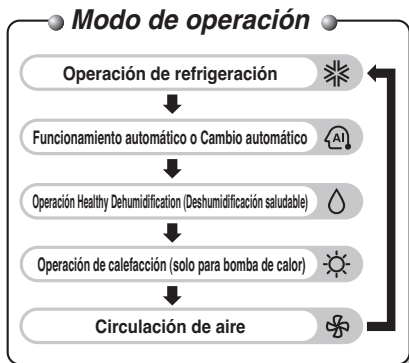 Modo de operación
Operación de refrigeración
Funcionamiento automático o Cambio automático
AI
Operación Healthy Dehumidification (Deshumidificación saludable)
Operación de calefacción (solo para bomba de calor)
Circulación de aire